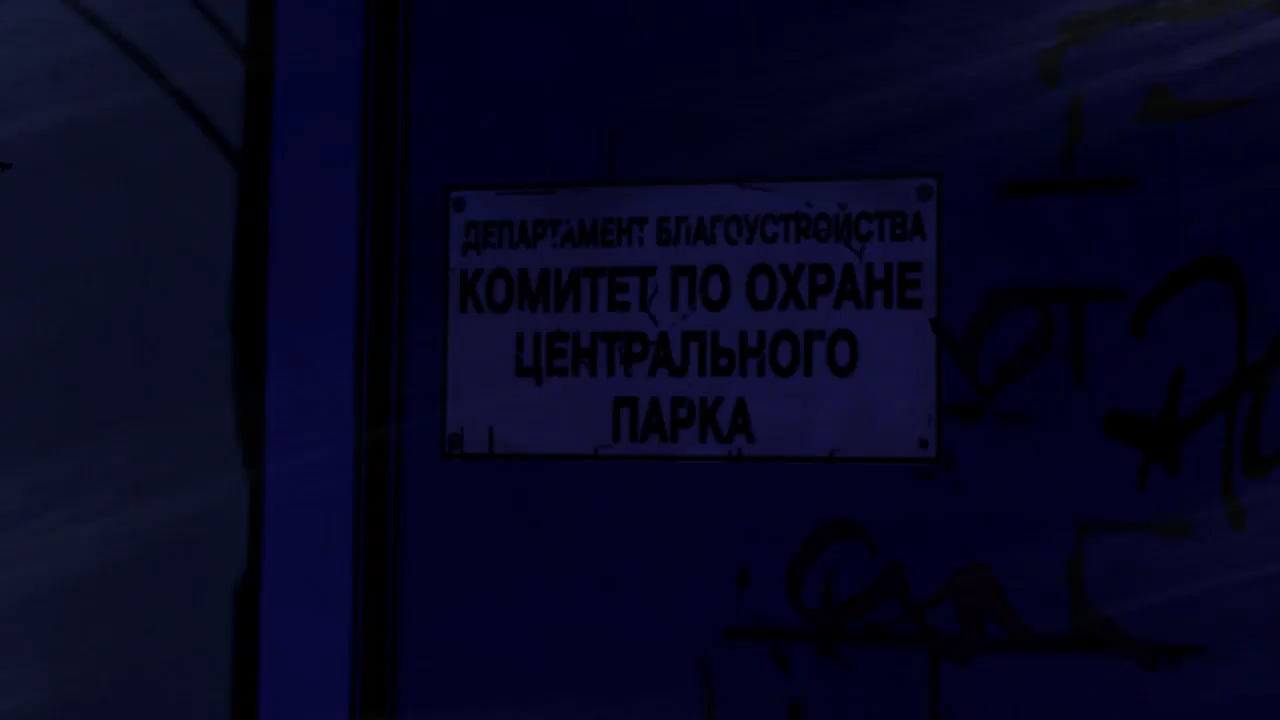 ДЕПАРТАМЕНТ БЛАГОУСТРОЙСТВА
КОМИТЕТ ПО ОХРАНЕ
ЦЕНТРАЛЬНОГО
ПАРКА